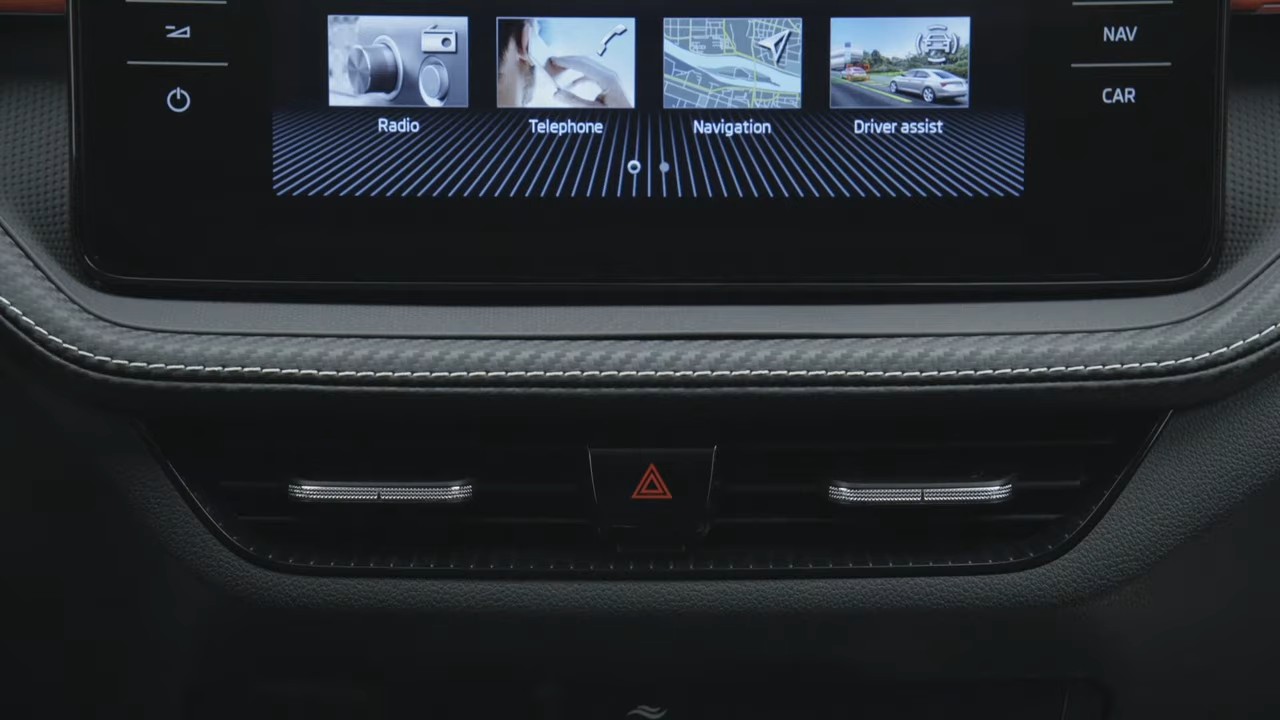 NAV
CAR
Radio
Telephone
Navigation
Driver assist